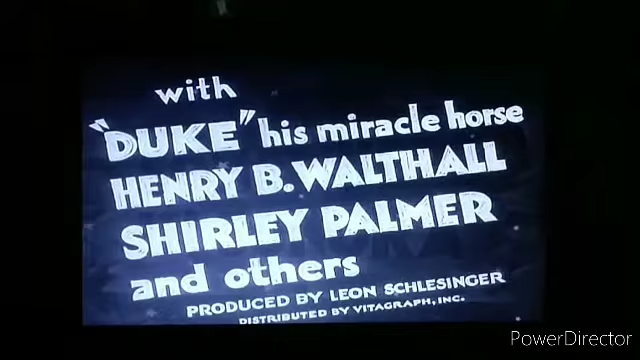 with
"DUKE" his miracle horse
HENRY B. WALTHALL
SHIRLEY PALMER
and others
PRODUCED BY LEON SCHLESINGER
DISTRIBUTED BY VITAGRAPH, INC.
PowerDirector